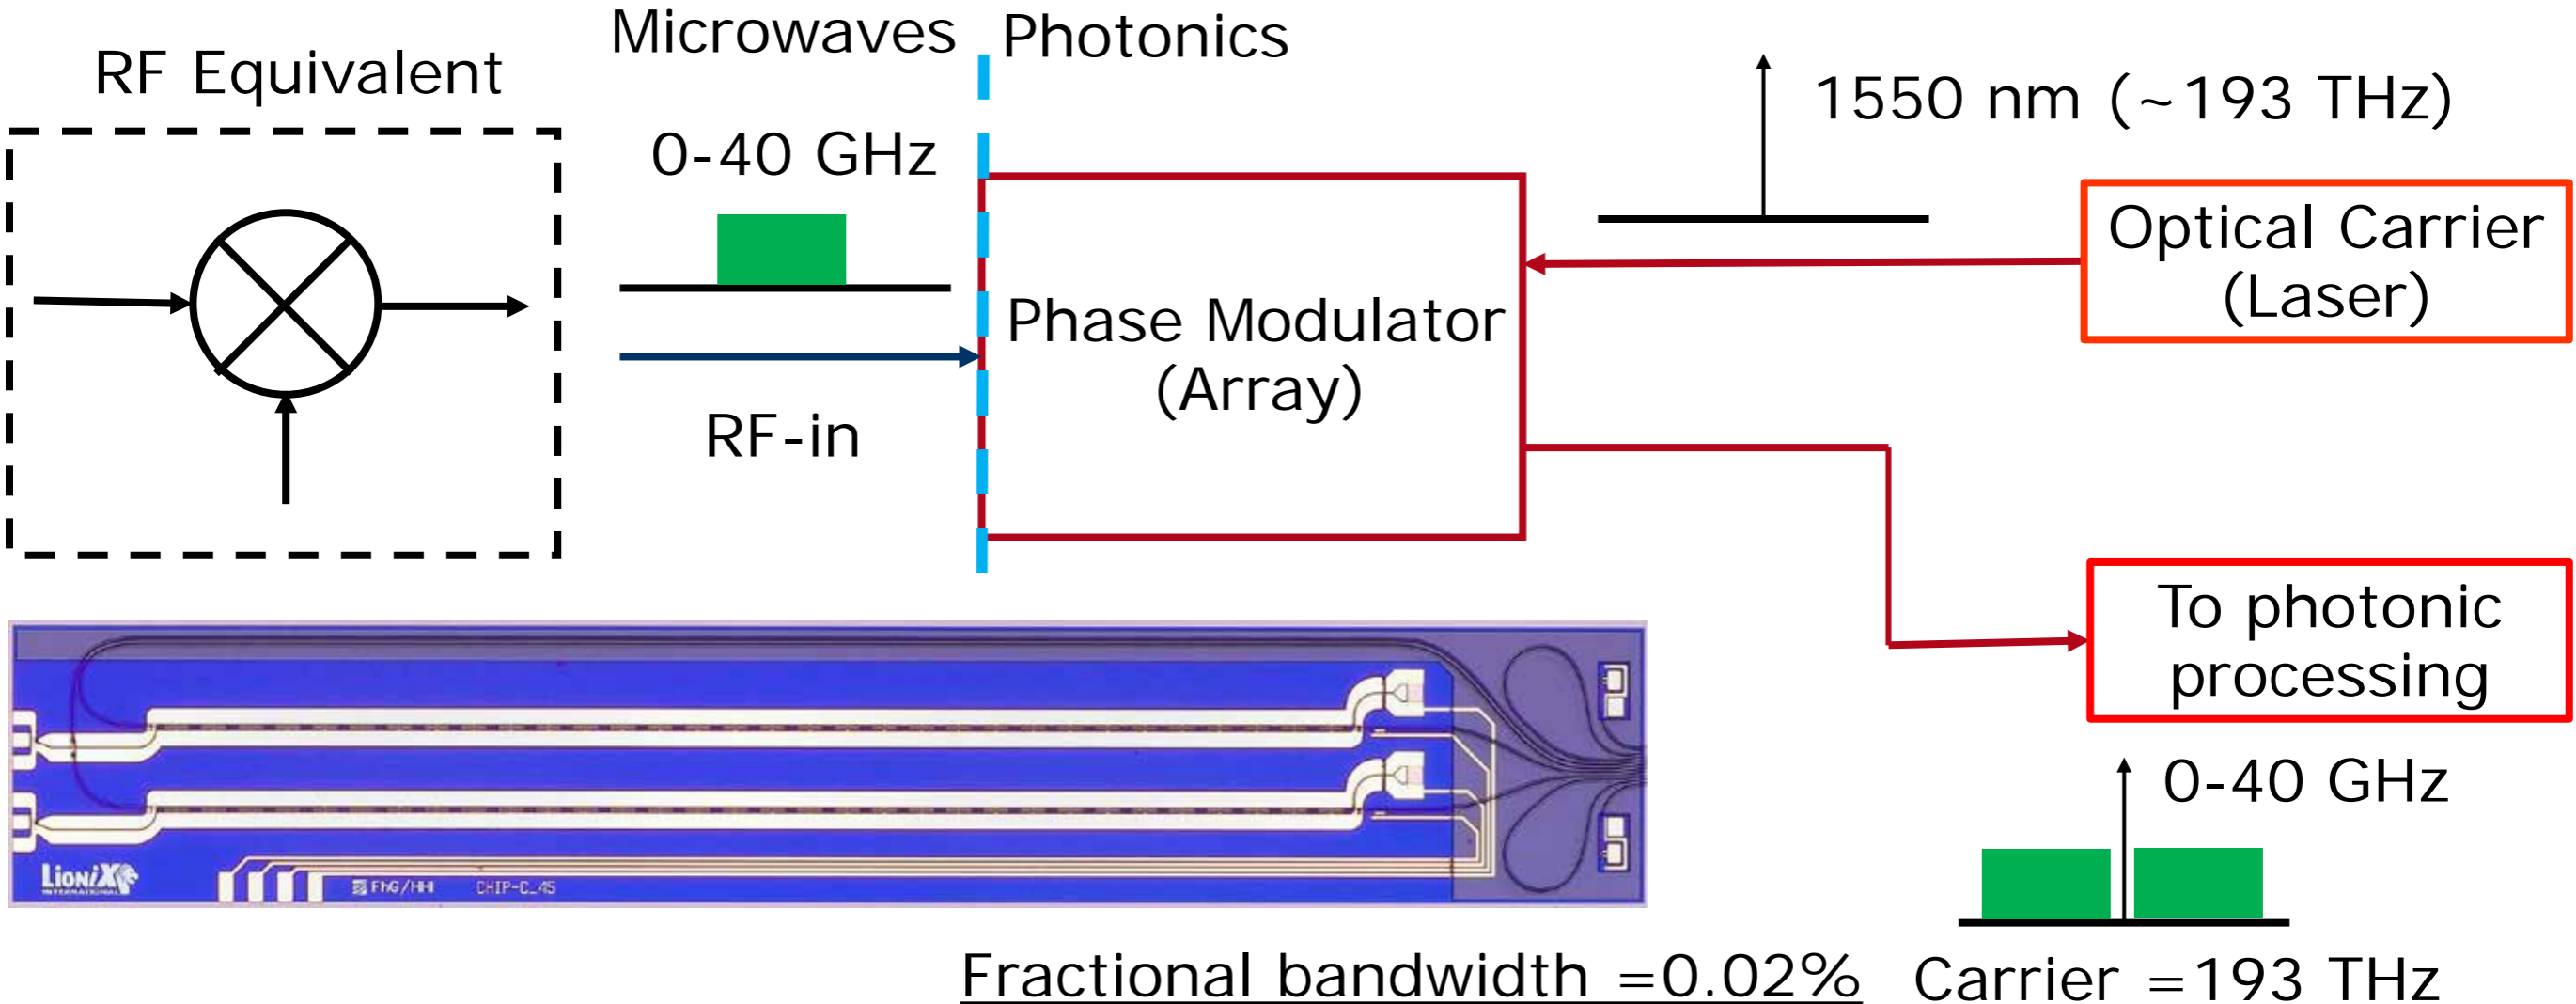 RF Equivalent
Microwaves
Photonics
0-40 GHz
RF-in
Phase Modulator
(Array)
1550 nm (~193 THz)
Optical Carrier
(Laser)
To photonic
processing
LioniX
INTERNATIONAL
FhG/HHI
CHIP-C_45
0-40 GHz
Fractional bandwidth =0.02%
Carrier =193 THz